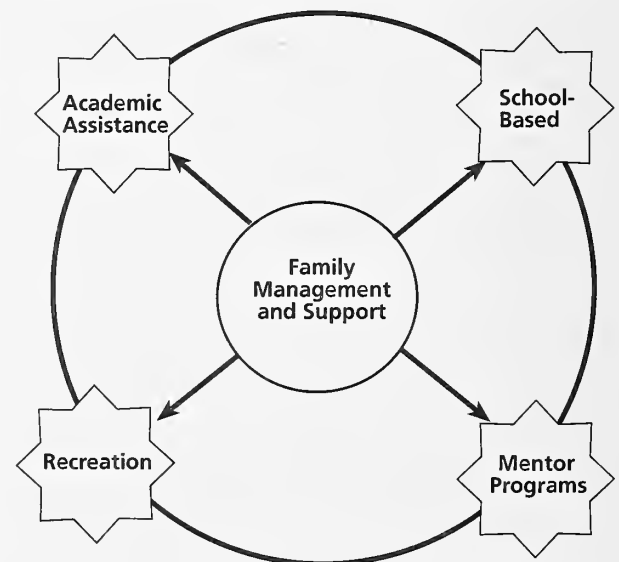 Academic
Assistance
School-
Based
Family
Management
and Support
Recreation
Mentor
Programs